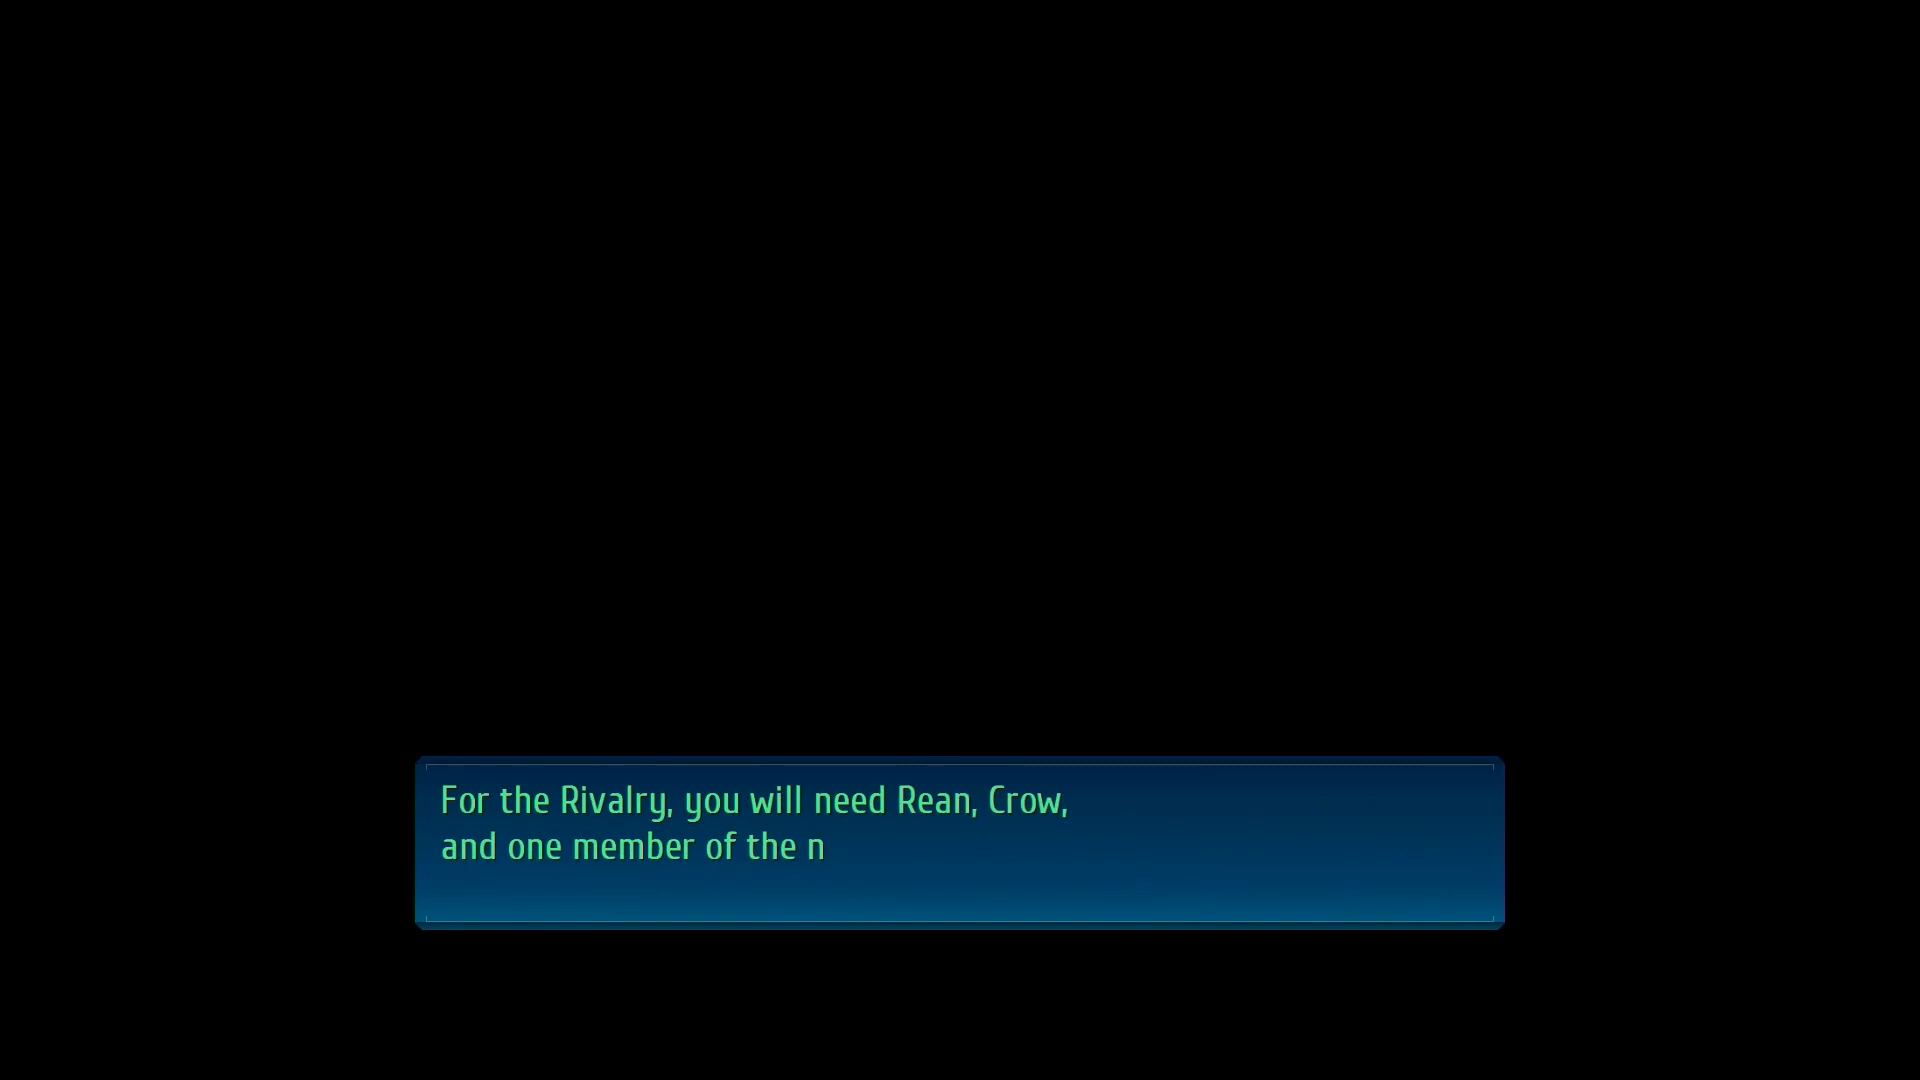 For the Rivalry, you will need Rean, Crow,
and one member of the n